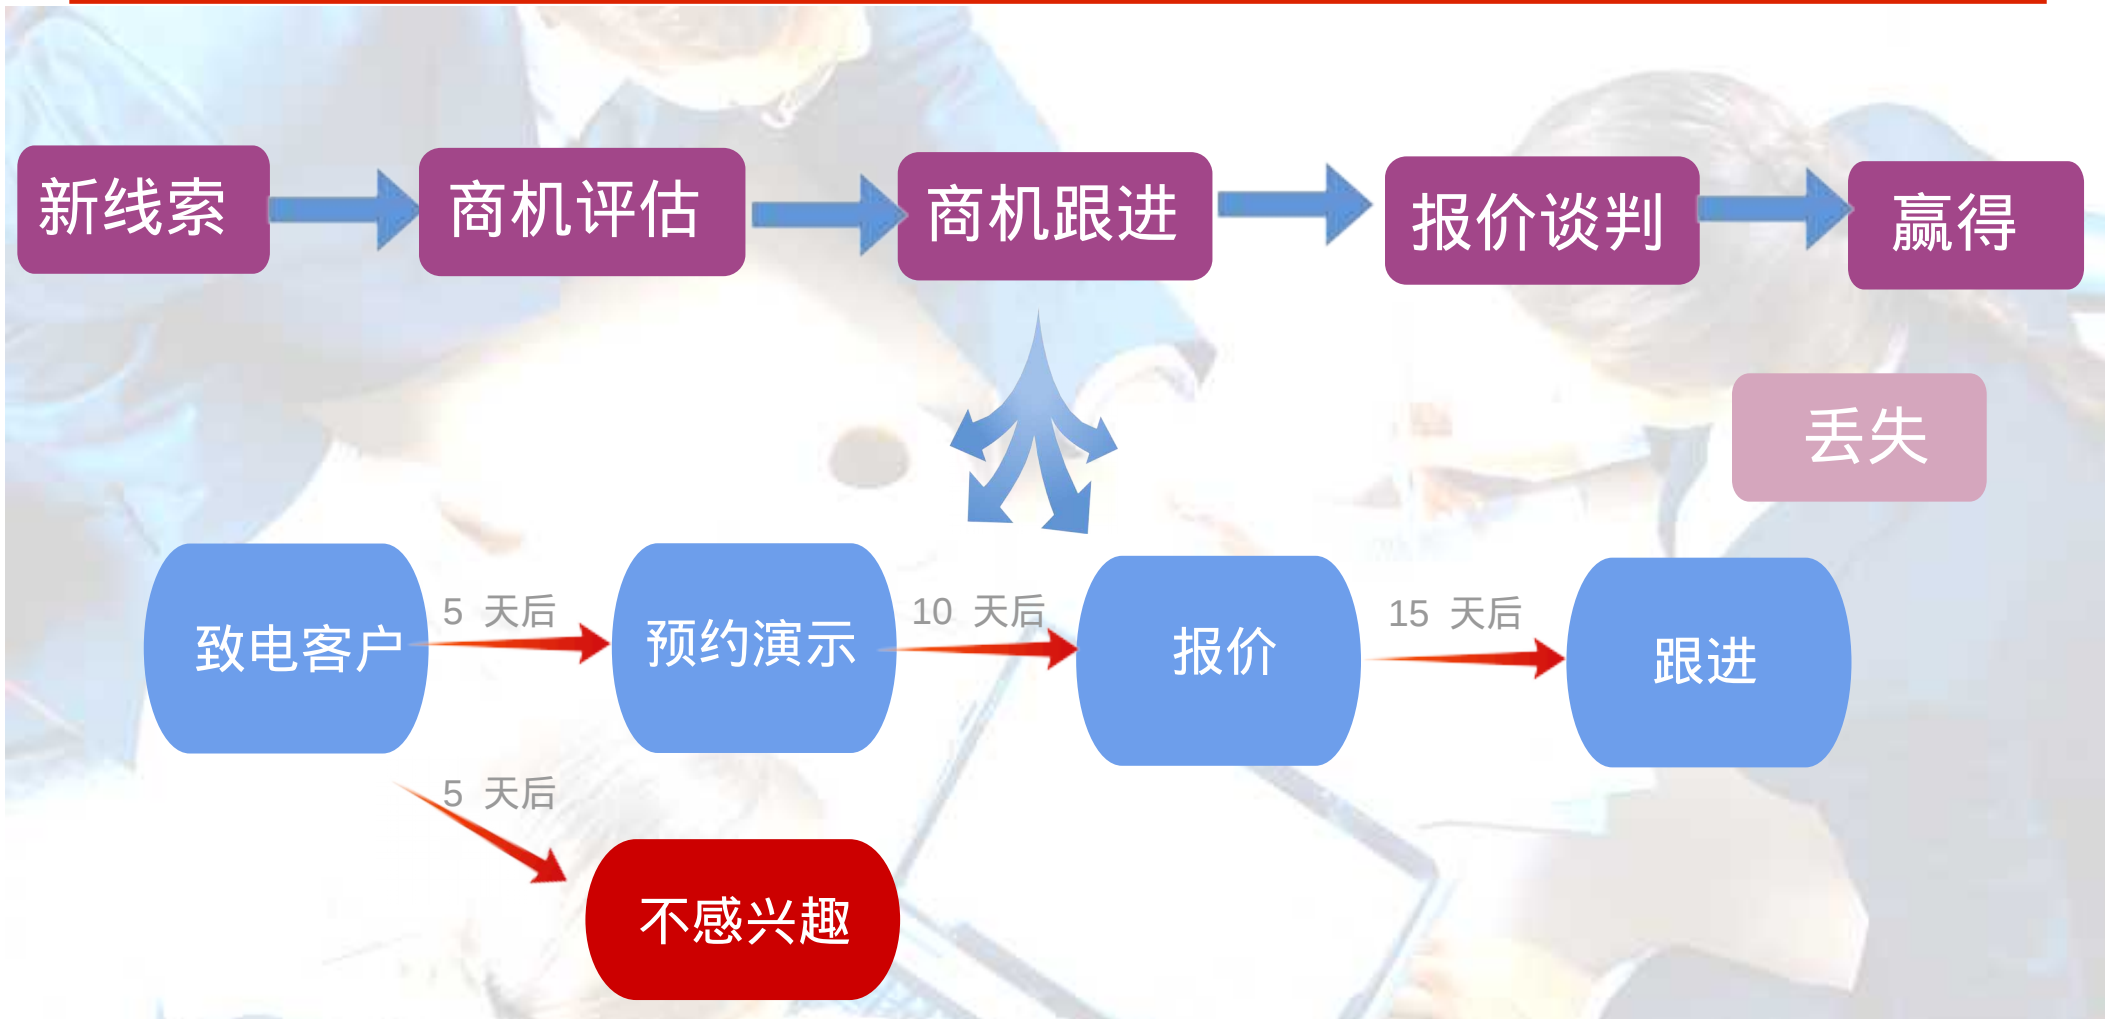 新线索
商机评估
商机跟进
报价谈判
赢得
丢失
5 天后
10 天后
15 天后
致电客户
预约演示
报价
跟进
5 天后
不感兴趣